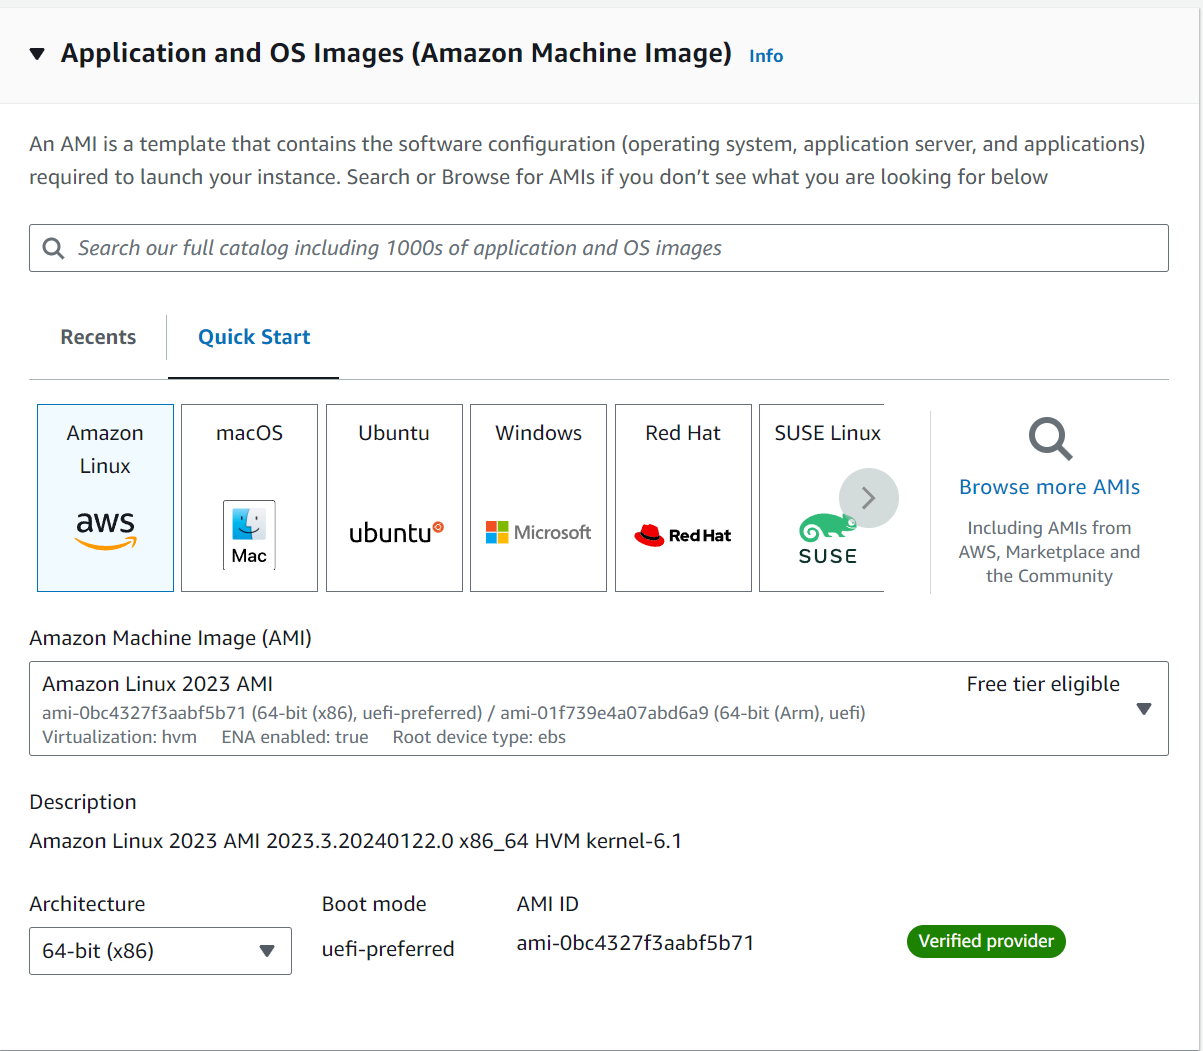 Application and OS Images (Amazon Machine Image) Info
An AMI is a template that contains the software configuration (operating system, application server, and applications)
required to launch your instance. Search or Browse for AMIs if you don’t see what you are looking for below
Search our full catalog including 1000s of application and OS images
Recents
Quick Start
Amazon
Linux
aws
macOS
Mac
Ubuntu
ubuntu
Windows
Microsoft
Red Hat
Red Hat
SUSE Linux
SUSE
Browse more AMIs
Including AMIs from
AWS, Marketplace and
the Community
Amazon Machine Image (AMI)
Amazon Linux 2023 AMI Free tier eligible
ami-0bc4327f3aabf5b71 (64-bit (x86), uefi-preferred) / ami-01f739e4a07abd6a9 (64-bit (Arm), uefi)
Virtualization: hvm ENA enabled: true Root device type: ebs
Description
Amazon Linux 2023 AMI 2023.3.20240122.0 x86_64 HVM kernel-6.1
Architecture Boot mode AMI ID
64-bit (x86) uefi-preferred ami-0bc4327f3aabf5b71 Verified provider